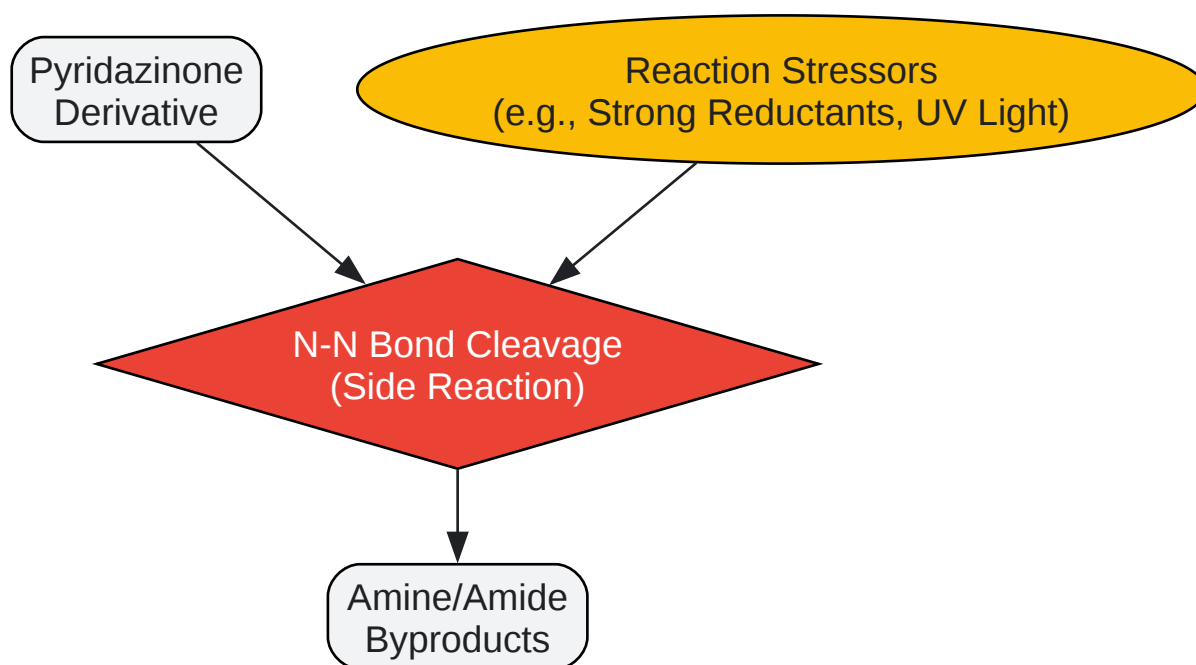 Pyridazinone
Derivative
Reaction Stressors
(e.g., Strong Reductants, UV Light)
N-N Bond Cleavage
(Side Reaction)
Amine/Amide
Byproducts